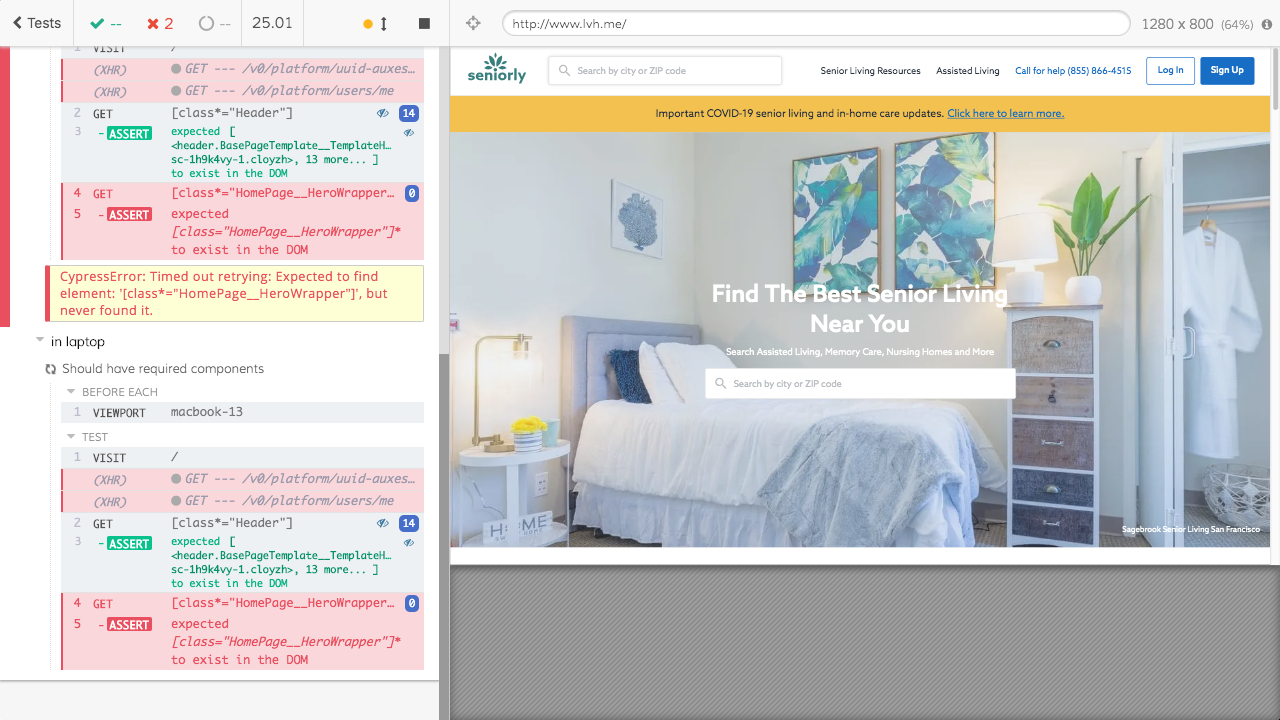 Tests
--
2
--
25.01
http://www.lvh.me/
1280 x 800 (64%)
1 VISIT /
(XHR) GET --- /v0/platform/uuid-auxes…
(XHR) GET --- /v0/platform/users/me
2 GET [class*="Header"] 14
3 - ASSERT expected [
<header.BasePageTemplate__TemplateH…
sc-1h9k4vy-1.cloyzh>, 13 more... ]
to exist in the DOM
4 GET [class*="HomePage__HeroWrapper… 0
5 - ASSERT expected
[class="HomePage__HeroWrapper"]*
to exist in the DOM
CypressError: Timed out retrying: Expected to find
element: '[class*="HomePage__HeroWrapper"]', but
never found it.
in laptop
Should have required components
BEFORE EACH
1 VIEWPORT macbook-13
TEST
1 VISIT /
(XHR) GET --- /v0/platform/uuid-auxes…
(XHR) GET --- /v0/platform/users/me
2 GET [class*="Header"] 14
3 - ASSERT expected [
<header.BasePageTemplate__TemplateH…
sc-1h9k4vy-1.cloyzh>, 13 more... ]
to exist in the DOM
4 GET [class*="HomePage__HeroWrapper… 0
5 - ASSERT expected
[class="HomePage__HeroWrapper"]*
to exist in the DOM
seniorly
Search by city or ZIP code
Senior Living Resources
Assisted Living
Call for help (855) 866-4515
Log In
Sign Up
Important COVID-19 senior living and in-home care updates. Click here to learn more.
Find The Best Senior Living
Near You
Search Assisted Living, Memory Care, Nursing Homes and More
Search by city or ZIP code
HOME
Sagebrook Senior Living San Francisco